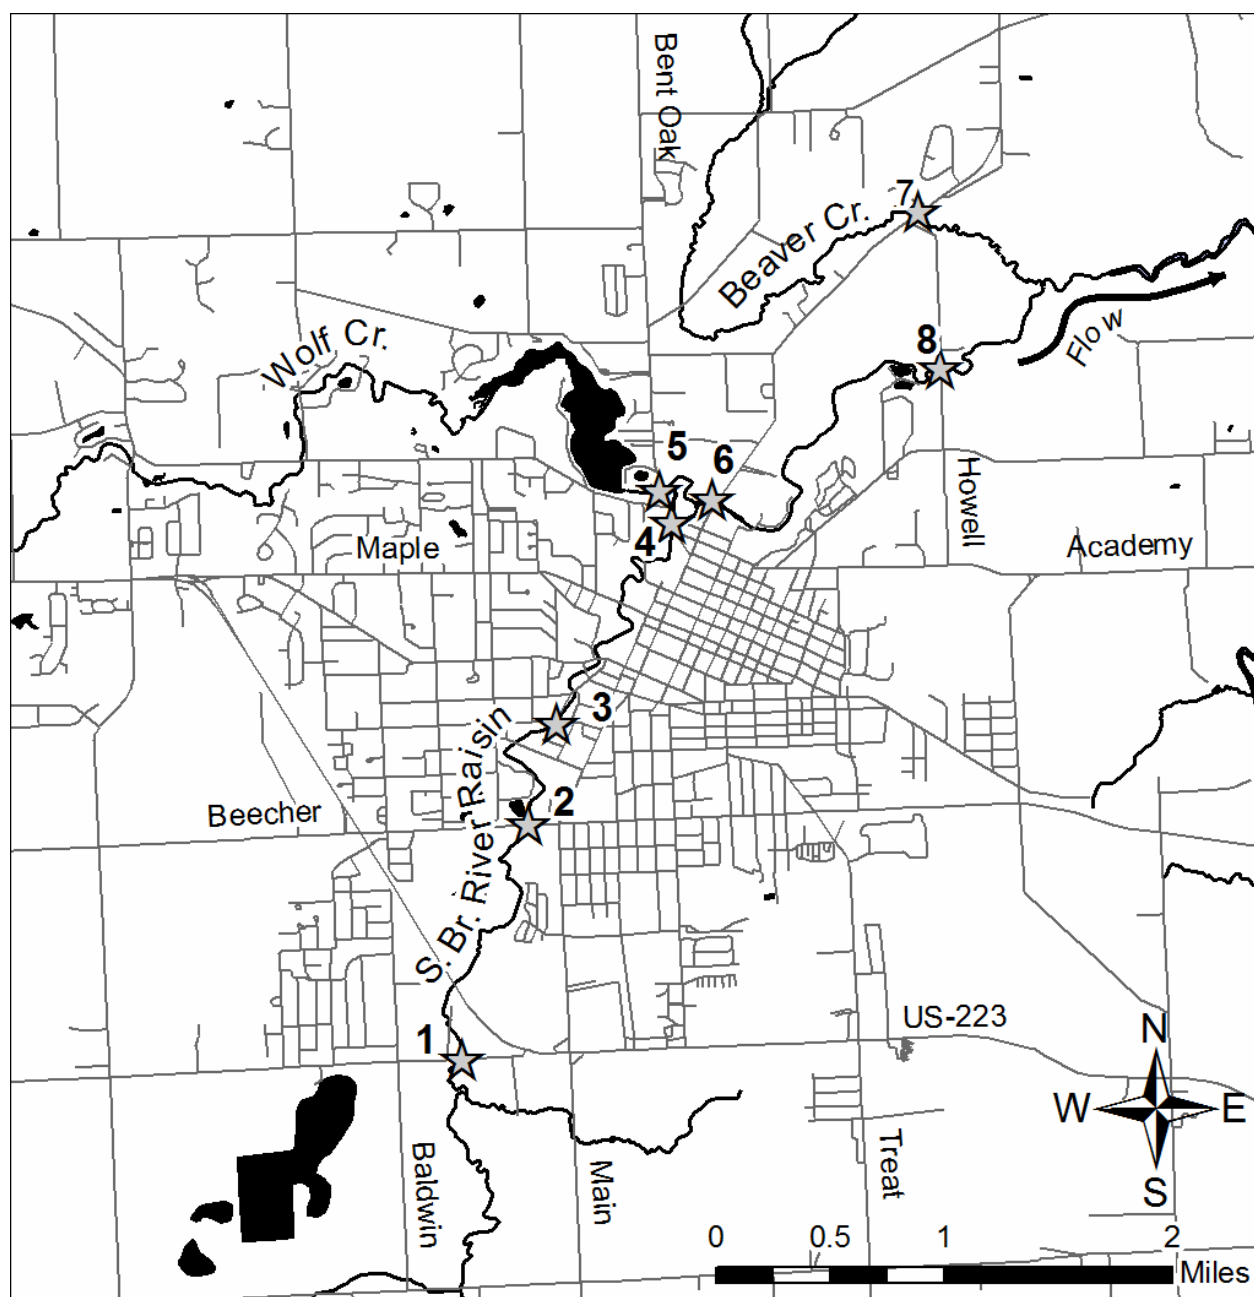 Bent Oak
7
Beaver Cr.
Wolf Cr.
Flow
8
5
6
4
Howell
Maple
Academy
3
S. Br. River Raisin
2
Beecher
1
US-223
N
W
E
S
Baldwin
Main
Treat
0
0.5
1
2
Miles